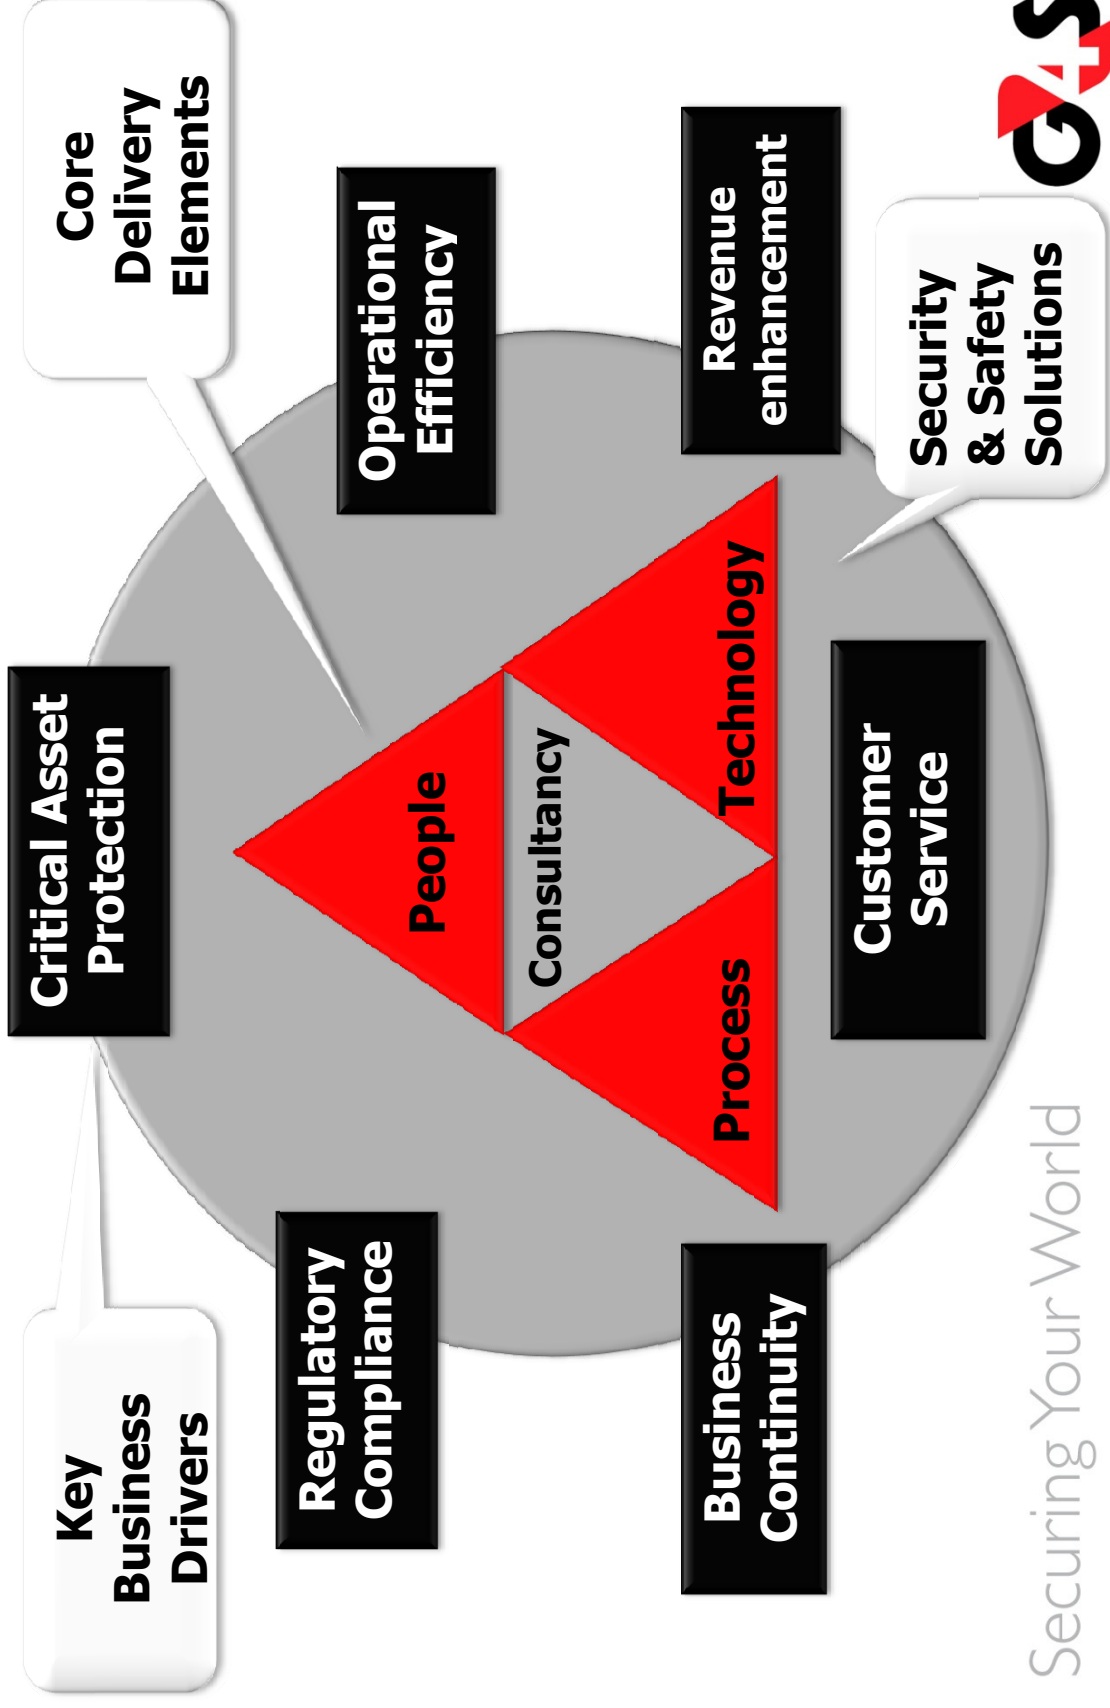 Key
Business
Drivers
Critical Asset
Protection
Core
Delivery
Elements
Regulatory
Compliance
Operational
Efficiency
People
Consultancy
Process
Technology
Business
Continuity
Revenue
enhancement
Customer
Service
Security
& Safety
Solutions
Securing Your World
G4S